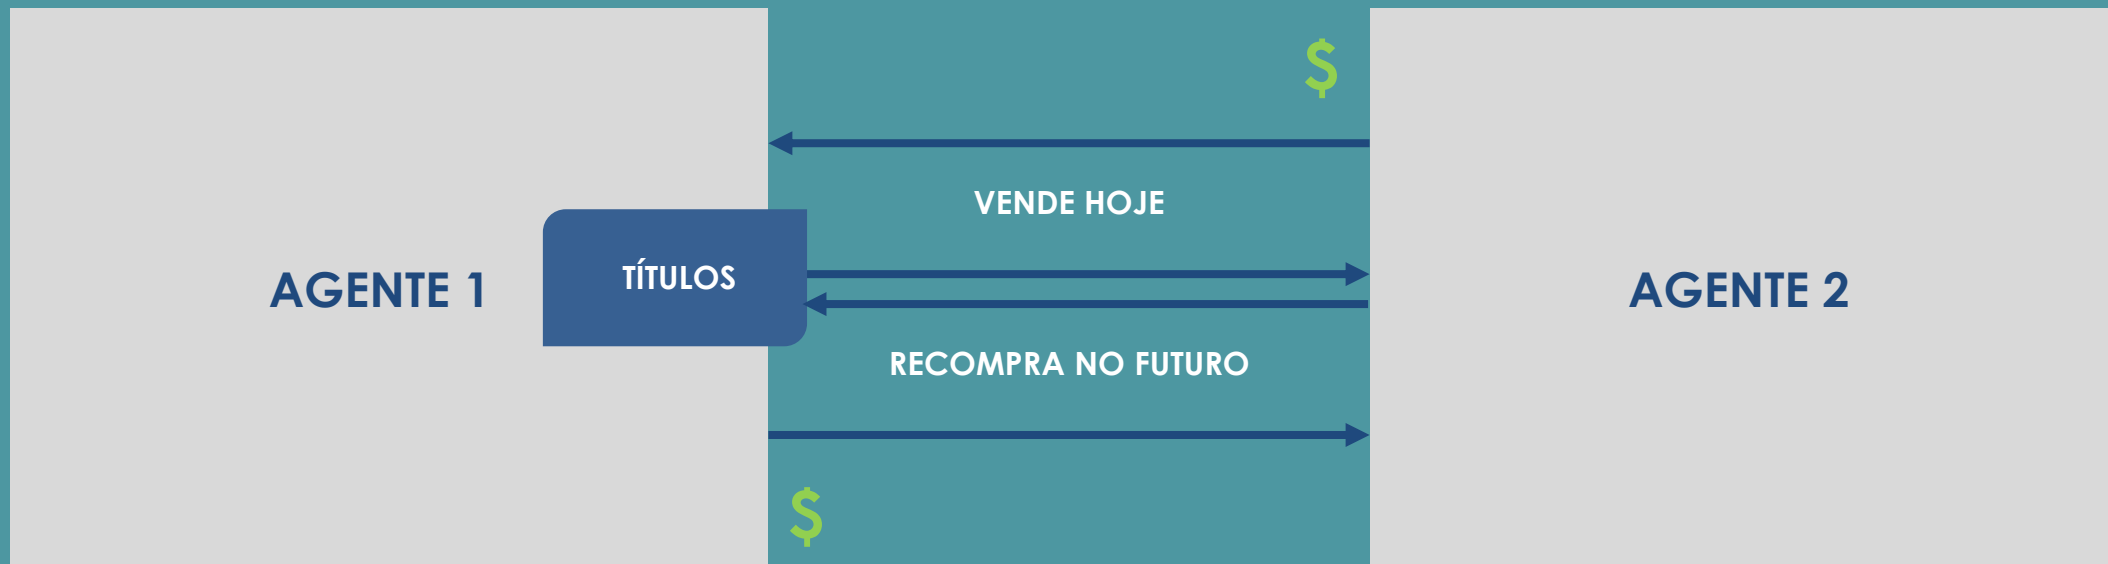 $
VENDE HOJE
AGENTE 1
TÍTULOS
AGENTE 2
RECOMPRA NO FUTURO
$